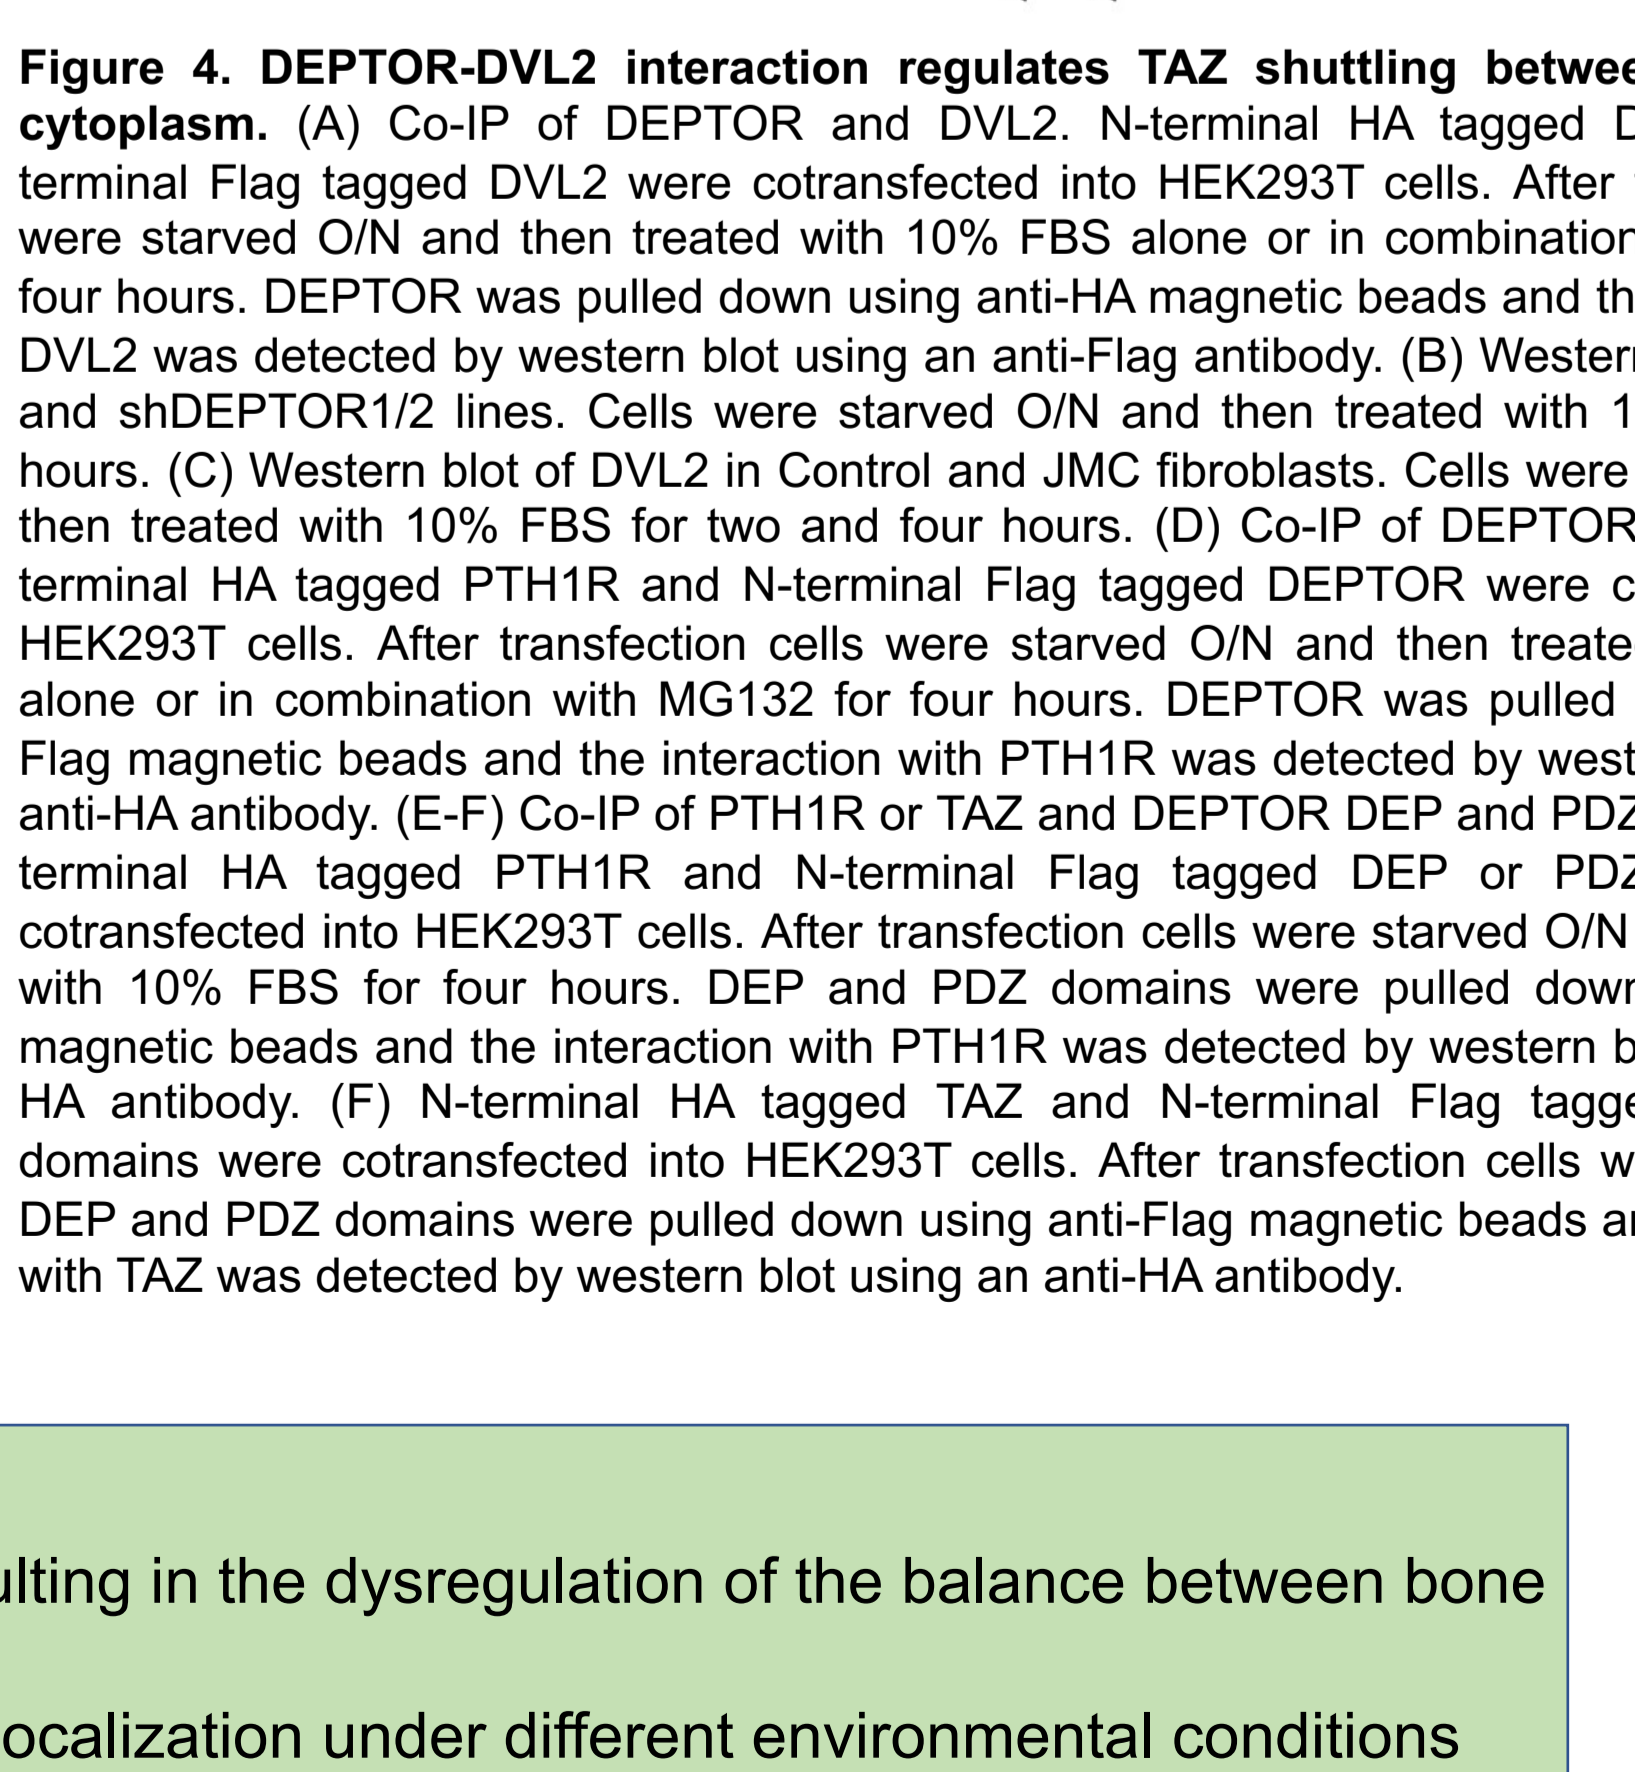 Figure 4. DEPTOR-DVL2 interaction regulates TAZ shuttling
cytoplasm. (A) Co-IP of DEPTOR and DVL2. N-terminal HA tagged
terminal Flag tagged DVL2 were cotransfected into HEK293T cells. After
were starved O/N and then treated with 10% FBS alone or in combination
four hours. DEPTOR was pulled down using anti-HA magnetic beads and
DVL2 was detected by western blot using an anti-Flag antibody. (B) Western
and shDEPTOR1/2 lines. Cells were starved O/N and then treated with
hours. (C) Western blot of DVL2 in Control and JMC fibroblasts. Cells were
then treated with 10% FBS for two and four hours. (D) Co-IP of DEPTOR
terminal HA tagged PTH1R and N-terminal Flag tagged DEPTOR were
HEK293T cells. After transfection cells were starved O/N and then
alone or in combination with MG132 for four hours. DEPTOR was pulled
Flag magnetic beads and the interaction with PTH1R was detected by
anti-HA antibody. (E-F) Co-IP of PTH1R or TAZ and DEPTOR DEP and PDZ
terminal HA tagged PTH1R and N-terminal Flag tagged DEP or PDZ
cotransfected into HEK293T cells. After transfection cells were starved O/N
with 10% FBS for four hours. DEP and PDZ domains were pulled down
magnetic beads and the interaction with PTH1R was detected by western
HA antibody. (F) N-terminal HA tagged TAZ and N-terminal Flag
domains were cotransfected into HEK293T cells. After transfection cells
DEP and PDZ domains were pulled down using anti-Flag magnetic beads
with TAZ was detected by western blot using an anti-HA antibody.
ulting in the dysregulation of the balance between bone
ocalization under different environmental conditions